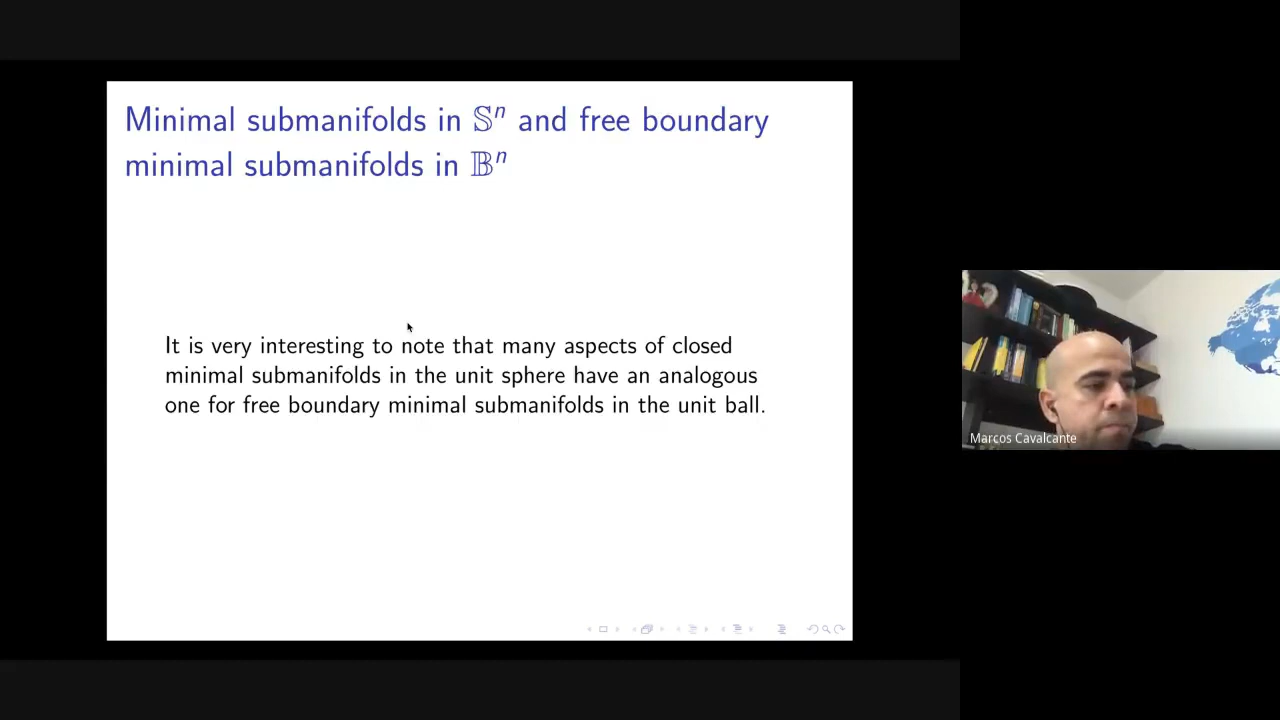 Minimal submanifolds in 𝕊ⁿ and free boundary
minimal submanifolds in 𝔹ⁿ
It is very interesting to note that many aspects of closed
minimal submanifolds in the unit sphere have an analogous
one for free boundary minimal submanifolds in the unit ball.
Marcos Cavalcante